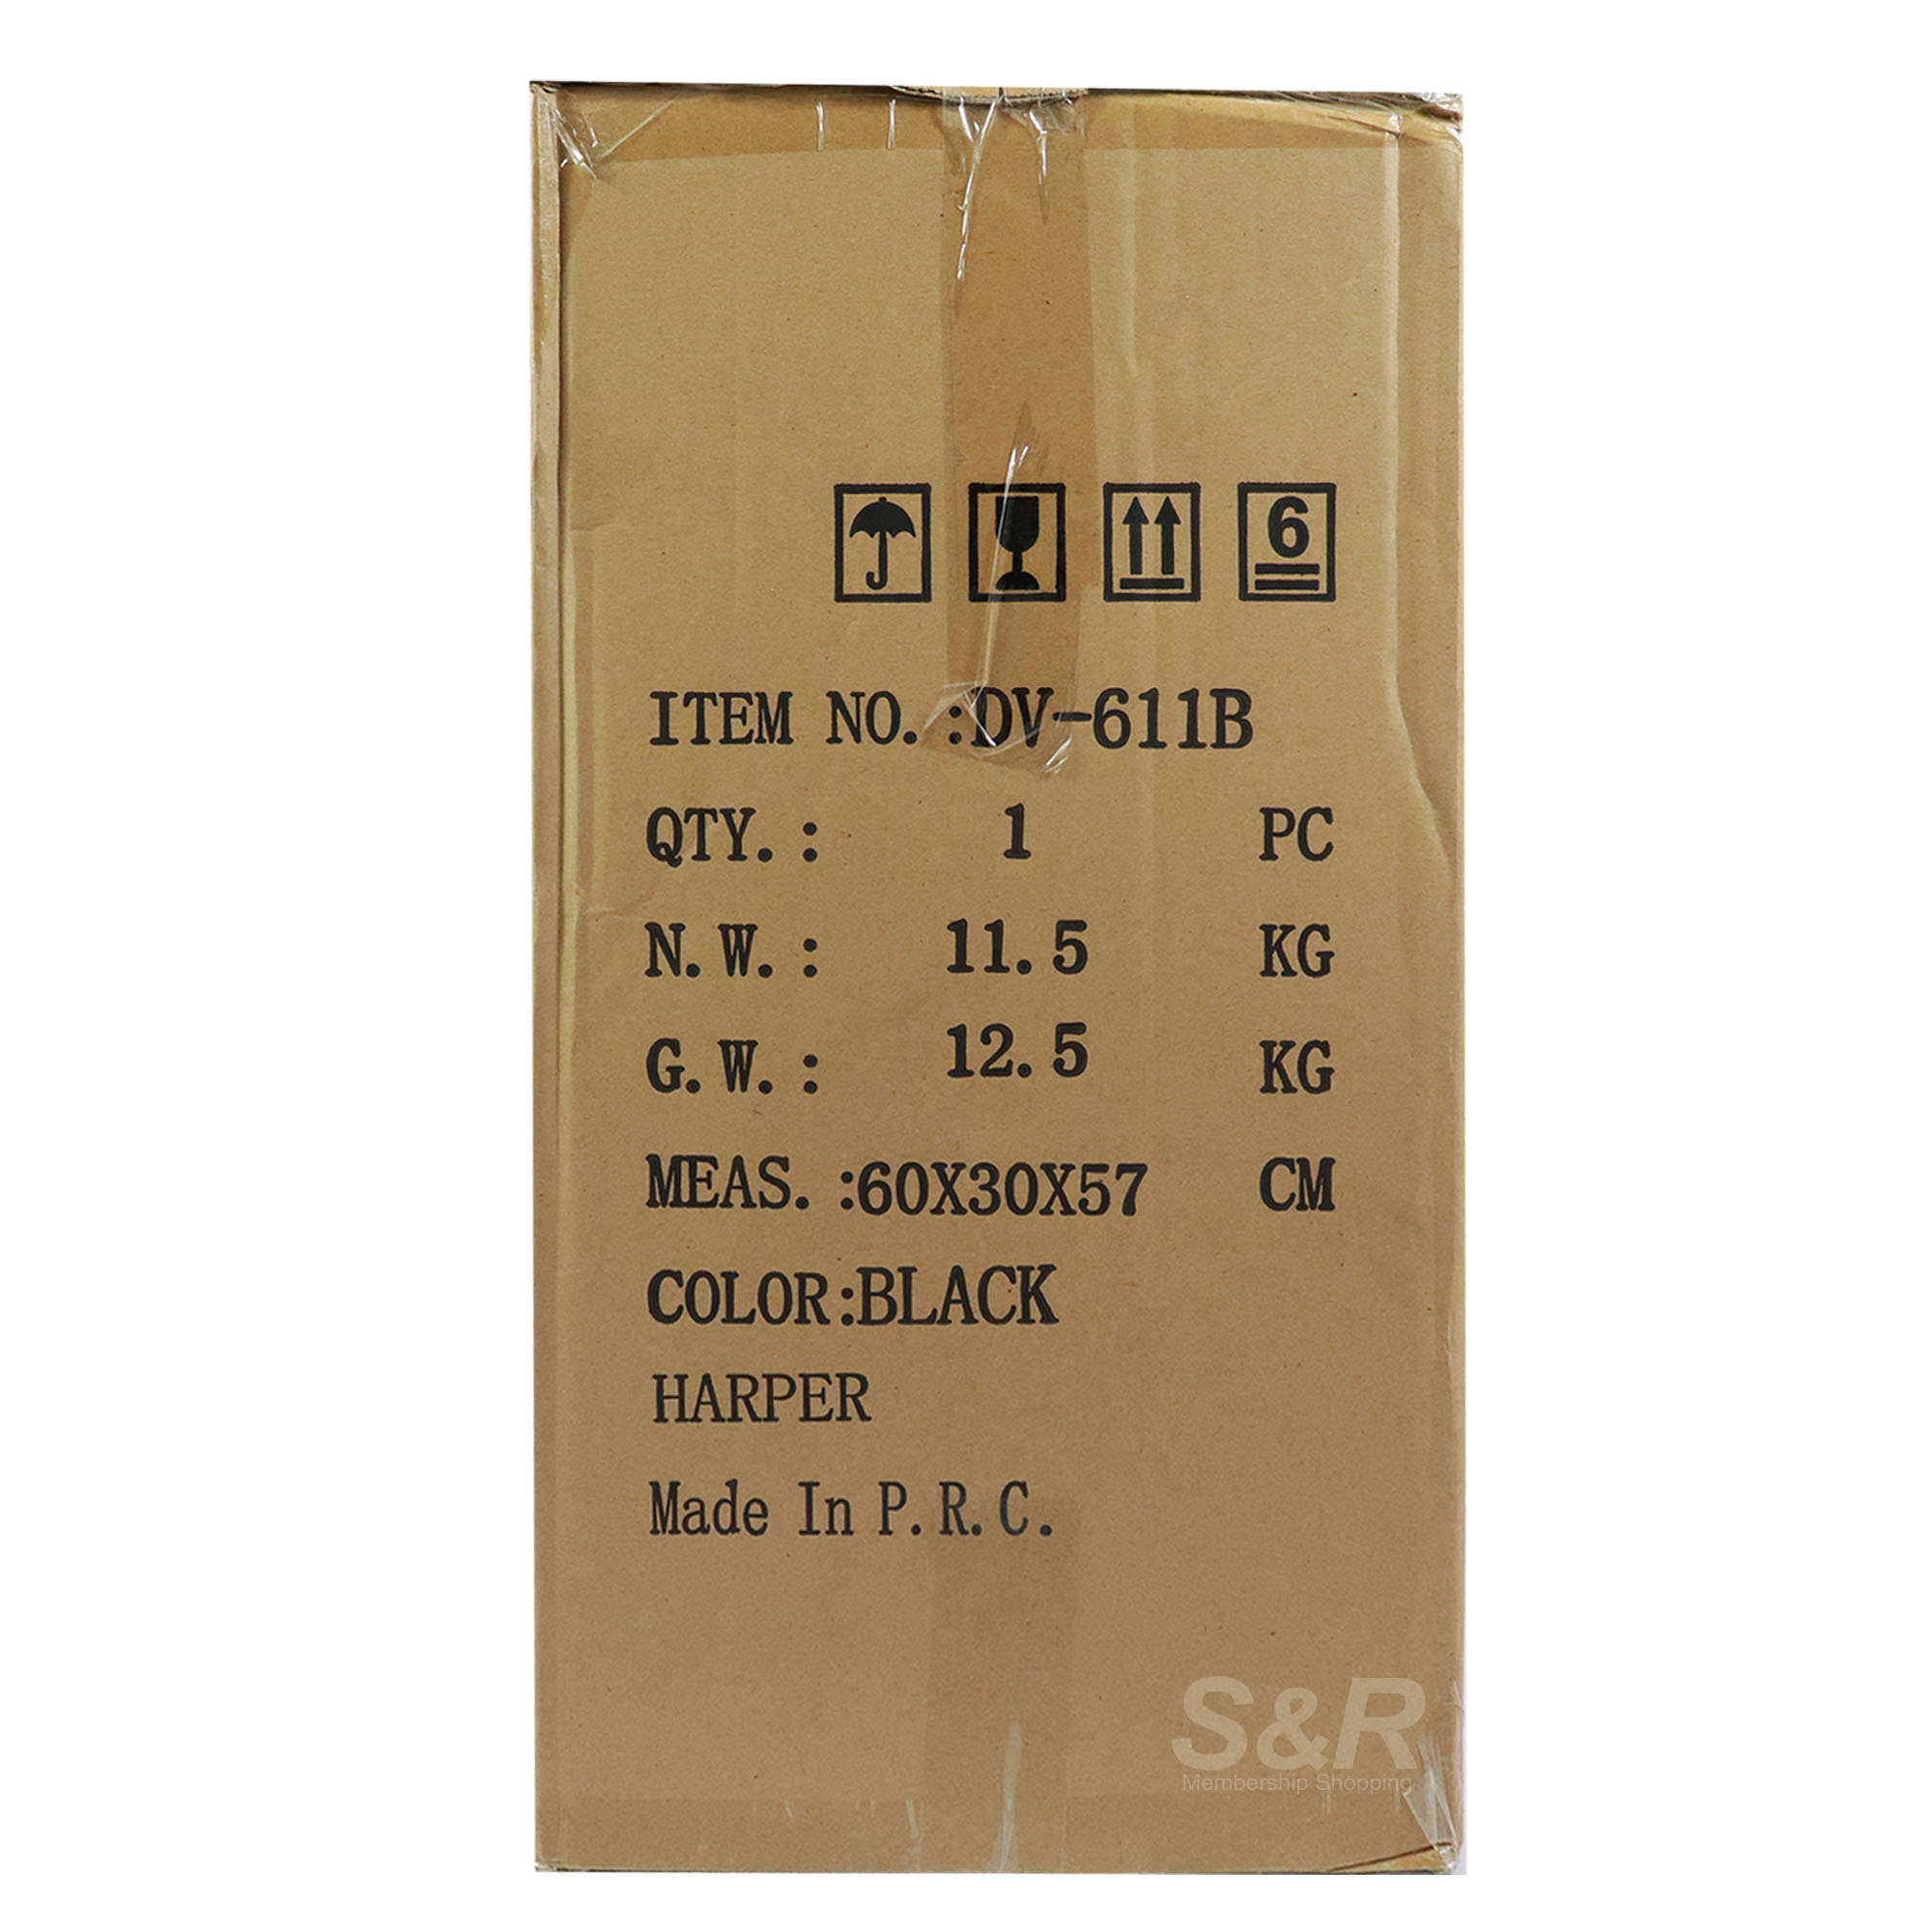 6
ITEM NO.:DV-611B
QTY.: 1 PC
N.W.: 11.5 KG
G.W.: 12.5 KG
MEAS.:60X30X57 CM
COLOR:BLACK
HARPER
Made In P.R.C.
S&R
Membership Shopping